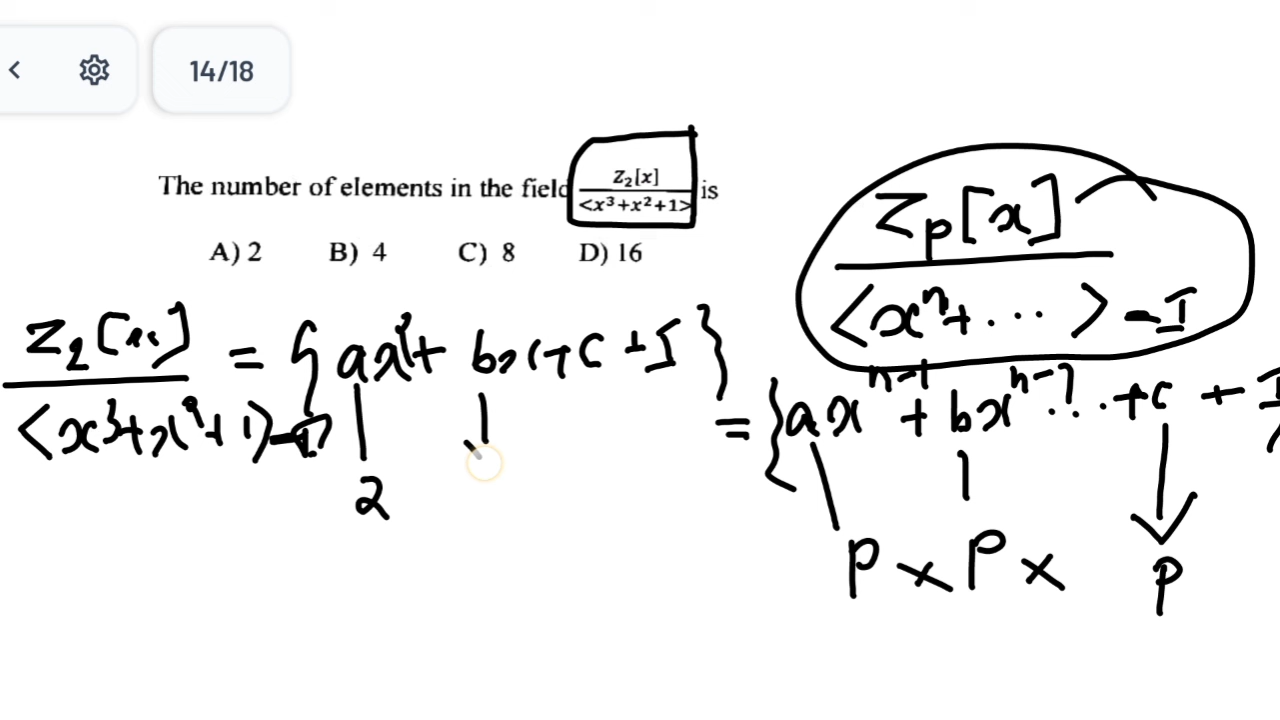 14/18
The number of elements in the field Z₂[x] / <x³+x²+1> is
A) 2 B) 4 C) 8 D) 16
Z₂[x] / <x³+x²+1> = { ax²+ bx+c + I }
2
Zp[x]
<xⁿ+...> - I
= { axⁿ⁻¹ + bxⁿ⁻² ... + c + I
P × P × P